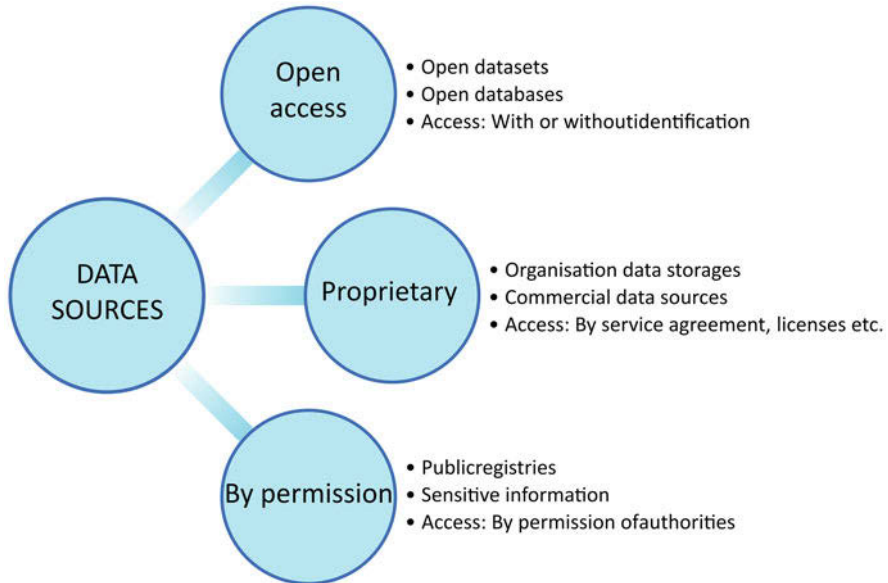 Open
access
• Open datasets
• Open databases
• Access: With or withoutidentification
DATA
SOURCES
Proprietary
• Organisation data storages
• Commercial data sources
• Access: By service agreement, licenses etc.
By permission
• Publicregistries
• Sensitive information
• Access: By permission ofauthorities